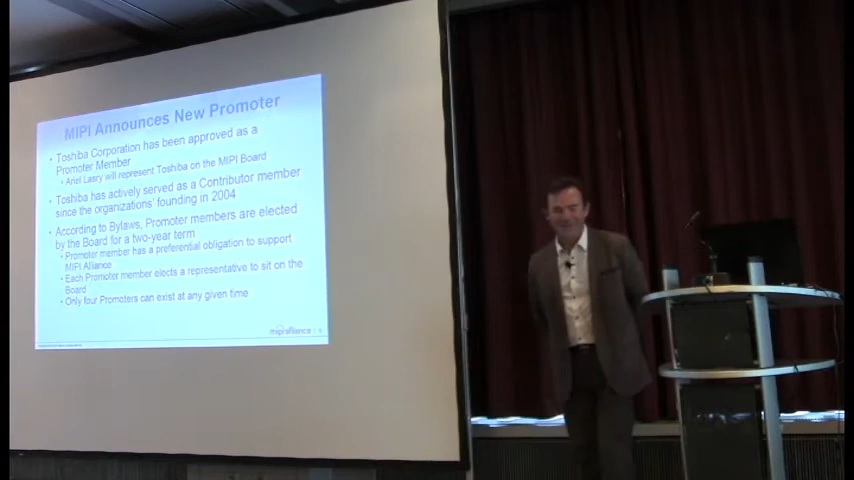 MIPI Announces New Promoter
• Toshiba Corporation has been approved as a
Promoter Member
• Ariel Lasry will represent Toshiba on the MIPI Board
• Toshiba has actively served as a Contributor member
since the organizations' founding in 2004
• According to Bylaws, Promoter members are elected
by the Board for a two-year term
• Promoter member has a preferential obligation to support
MIPI Alliance
• Each Promoter member elects a representative to sit on the
Board
• Only four Promoters can exist at any given time
mipi alliance